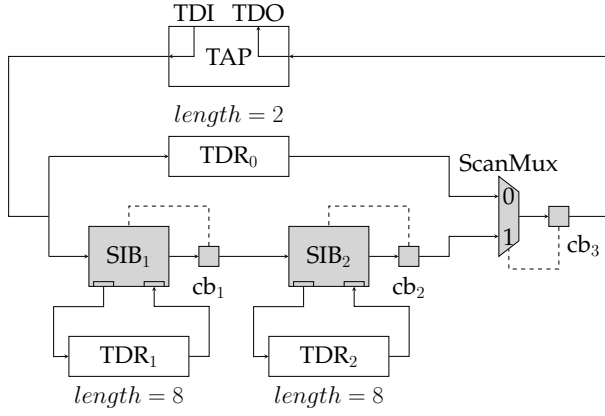 TDI TDO
TAP
length = 2
TDR₀
ScanMux
0
1
SIB₁
cb₁
SIB₂
cb₂
cb₃
TDR₁
TDR₂
length = 8
length = 8